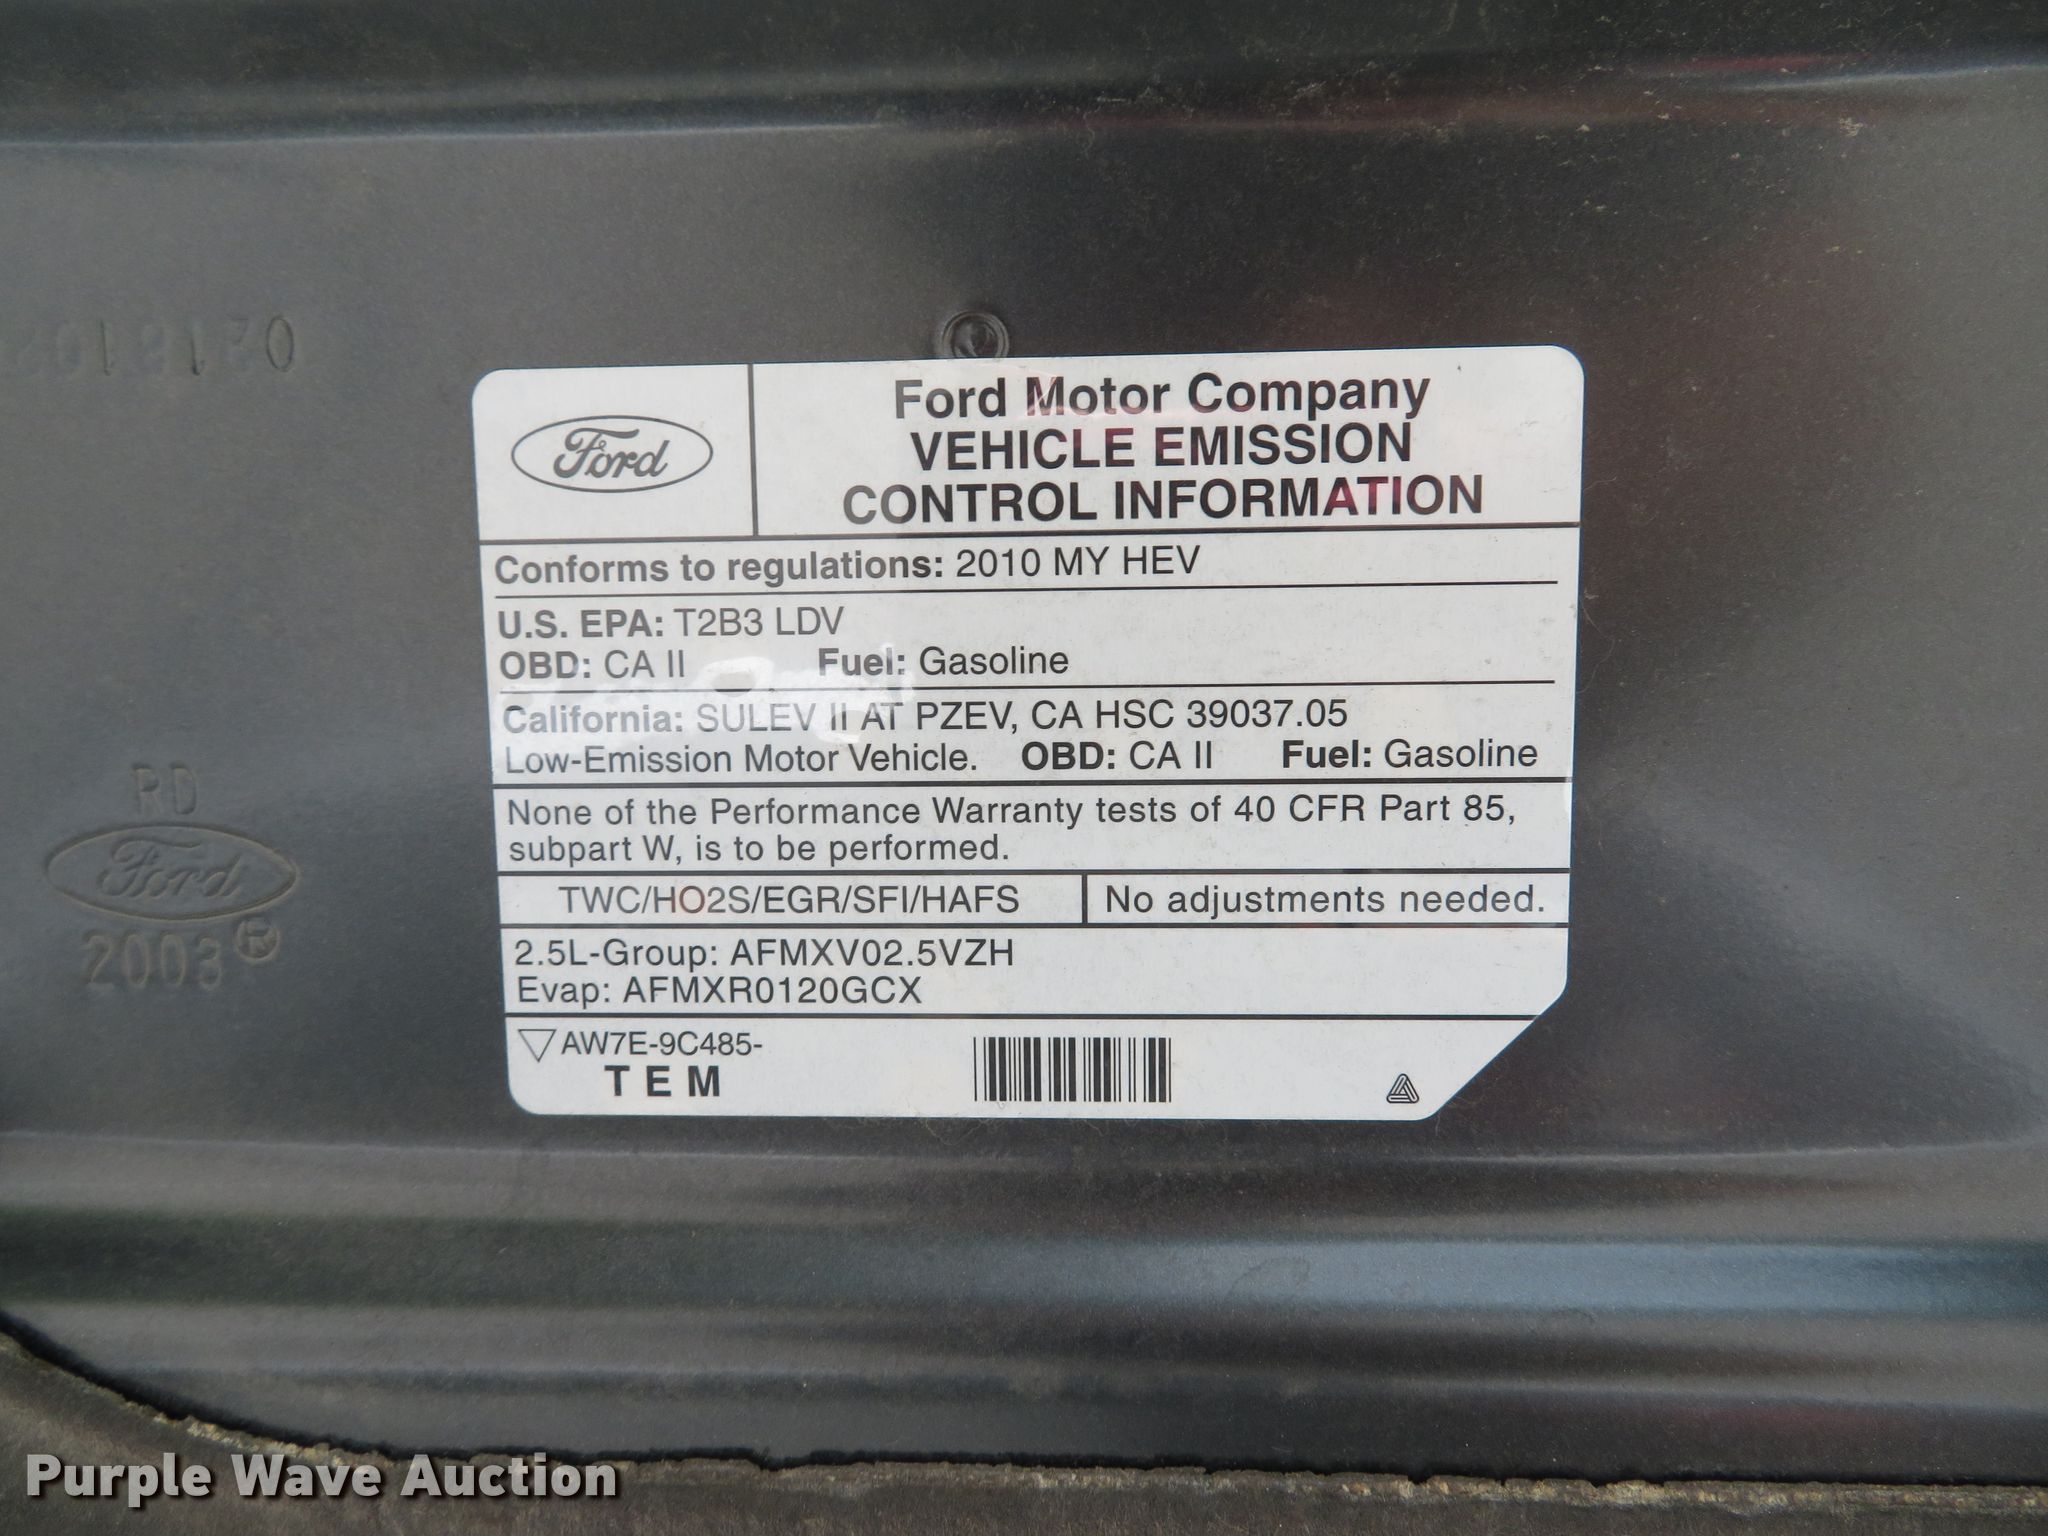 Ford
Ford Motor Company
VEHICLE EMISSION
CONTROL INFORMATION
Conforms to regulations: 2010 MY HEV
U.S. EPA: T2B3 LDV
OBD: CA II Fuel: Gasoline
California: SULEV II AT PZEV, CA HSC 39037.05
Low-Emission Motor Vehicle. OBD: CA II Fuel: Gasoline
None of the Performance Warranty tests of 40 CFR Part 85,
subpart W, is to be performed.
TWC/HO2S/EGR/SFI/HAFS No adjustments needed.
2.5L-Group: AFMXV02.5VZH
Evap: AFMXR0120GCX
AW7E-9C485-
T E M
RD
Ford
2003 ®
Purple Wave Auction